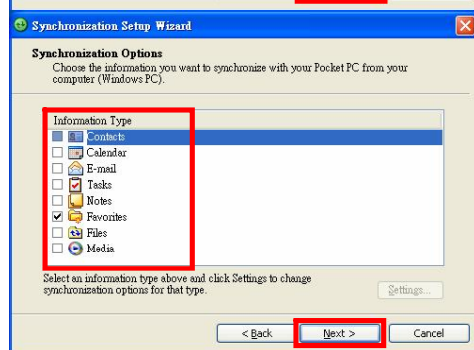 Synchronization Setup Wizard
Synchronization Options
Choose the information you want to synchronize with your Pocket PC from your
computer (Windows PC).
Information Type
Contacts
Calendar
E-mail
Tasks
Notes
Favorites
Files
Media
Select an information type above and click Settings to change
synchronization options for that type.
Settings...
< Back
Next >
Cancel